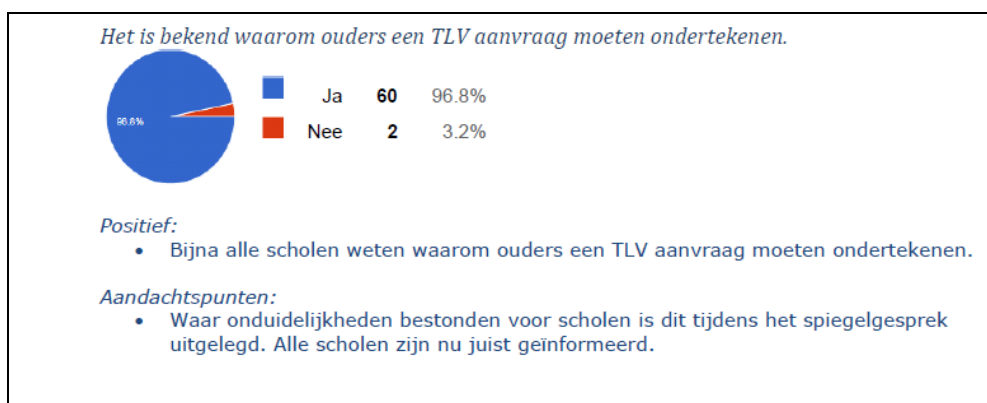 Het is bekend waarom ouders een TLV aanvraag moeten ondertekenen.
96.8%
Ja 60 96.8%
Nee 2 3.2%
Positief:
• Bijna alle scholen weten waarom ouders een TLV aanvraag moeten ondertekenen.
Aandachtspunten:
• Waar onduidelijkheden bestonden voor scholen is dit tijdens het spiegelgesprek
uitgelegd. Alle scholen zijn nu juist geïnformeerd.